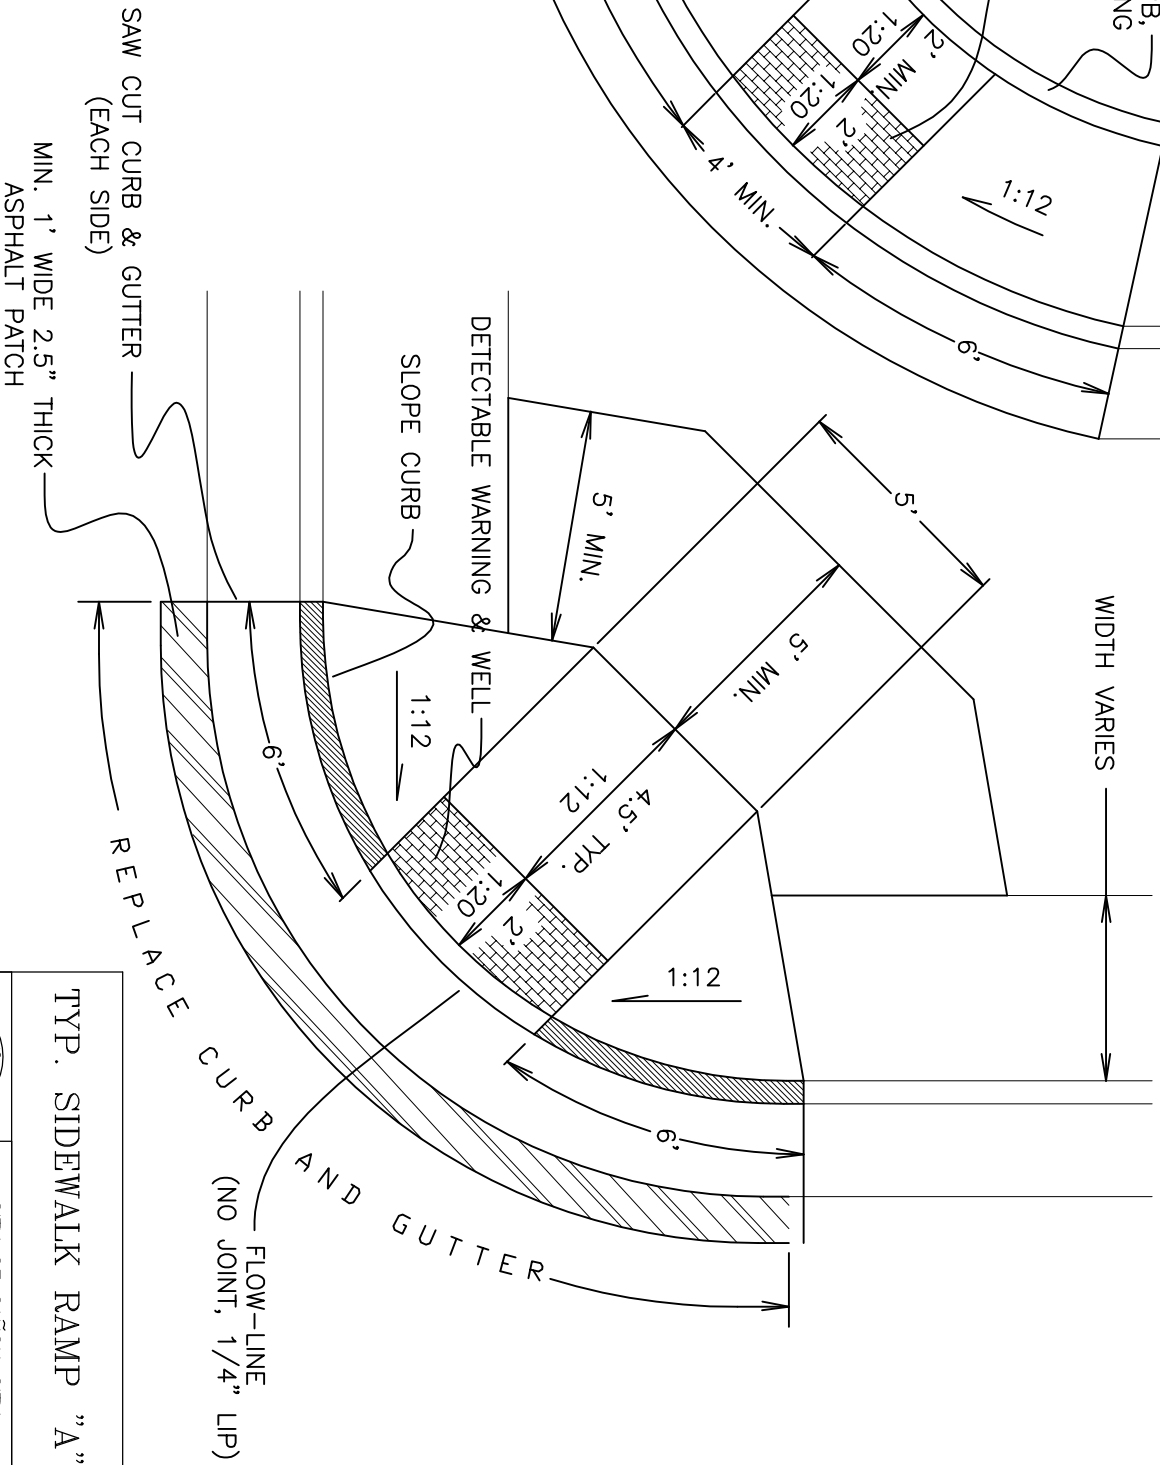 B,
NG
1:20
2' MIN.
1:20
2'
4' MIN.
1:12
6'
SAW CUT CURB & GUTTER
(EACH SIDE)
MIN. 1' WIDE 2.5" THICK
ASPHALT PATCH
DETECTABLE WARNING & WELL
SLOPE CURB
5' MIN.
5'
5' MIN.
WIDTH VARIES
4.5' TYP.
1:12
1:12
1:20
2'
1:12
6'
6'
REPLACE CURB AND GUTTER
FLOW-LINE
(NO JOINT, 1/4" LIP)
TYP. SIDEWALK RAMP "A"